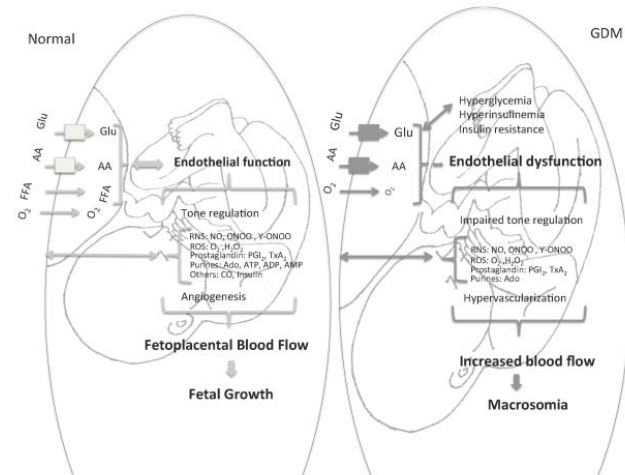 Normal
Glu
AA
FFA
O₂
Glu
AA
FFA
O₂
Endothelial function
Tone regulation
RNS: NO, ONOO⁻, Y-ONOO
ROS: O₂⁻, H₂O₂
Prostaglandin: PGI₂, TxA₂
Purines: Ado, ATP, ADP, AMP
Others: CO, Insulin
Angiogenesis
Fetoplacental Blood Flow
Fetal Growth
GDM
Glu
AA
O₂
Glu
AA
O₂
Hyperglycemia
Hyperinsulinemia
Insulin resistance
Endothelial dysfunction
Impaired tone regulation
RNS: NO, ONOO⁻, Y-ONOO
ROS: O₂⁻, H₂O₂
Prostaglandin: PGI₂, TxA₂
Purines: Ado
Hypervascularization
Increased blood flow
Macrosomia